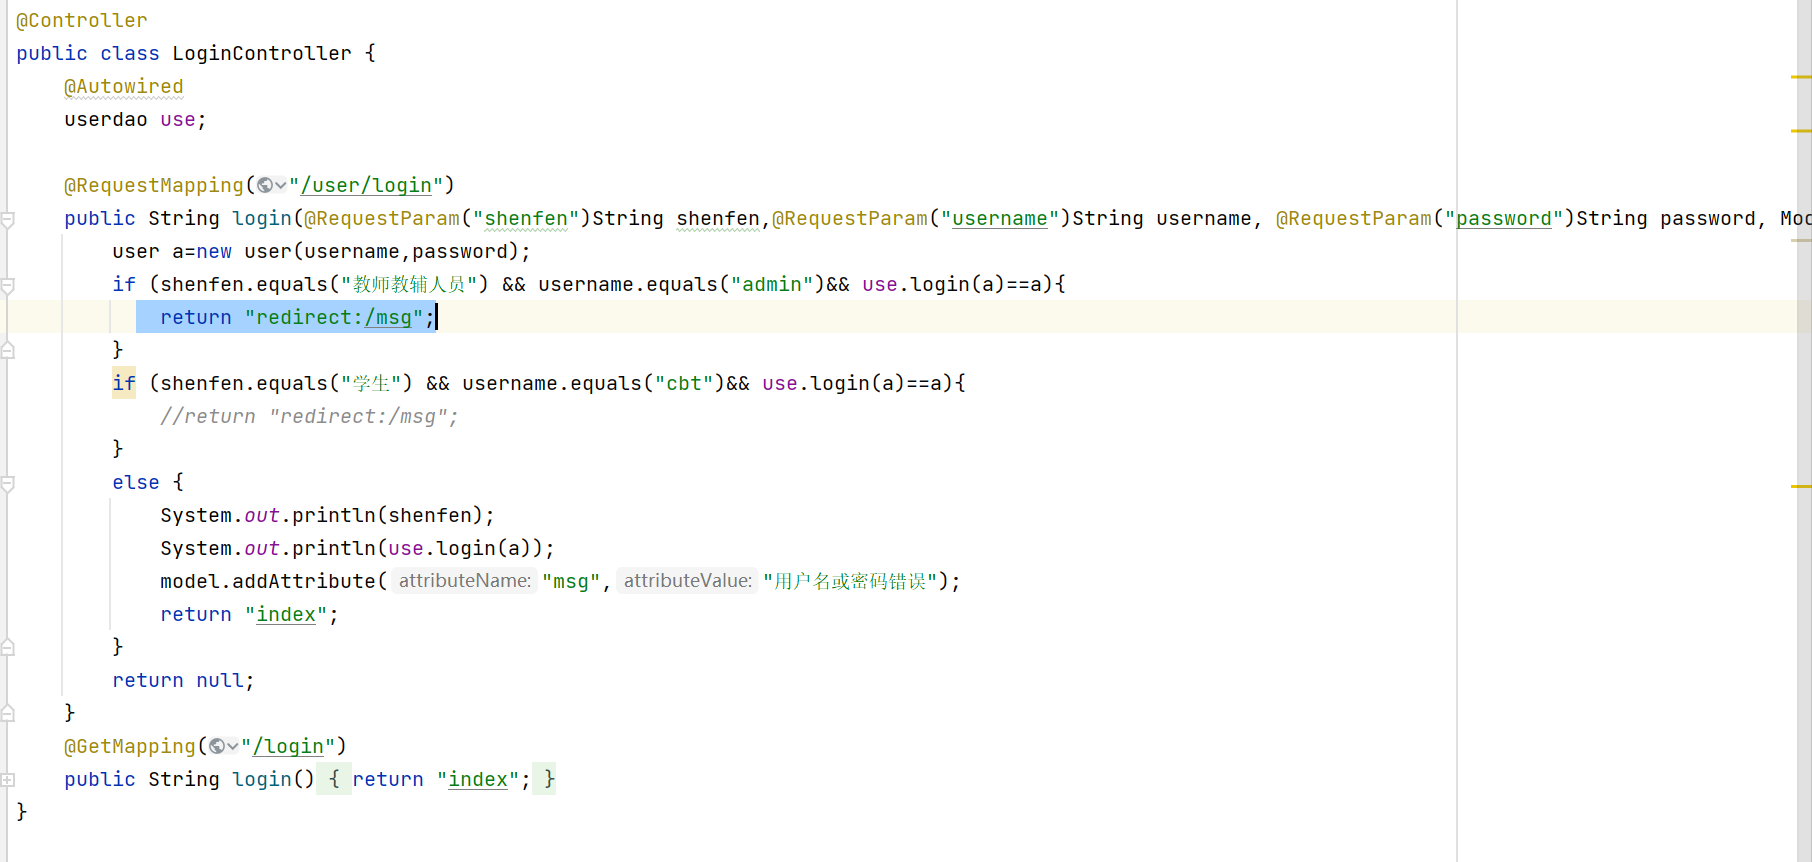 @Controller
public class LoginController {
@Autowired
userdao use;
@RequestMapping("/user/login")
public String login(@RequestParam("shenfen")String shenfen,@RequestParam("username")String username, @RequestParam("password")String password, Mod
user a=new user(username,password);
if (shenfen.equals("教师教辅人员") && username.equals("admin")&& use.login(a)==a){
return "redirect:/msg";
}
if (shenfen.equals("学生") && username.equals("cbt")&& use.login(a)==a){
//return "redirect:/msg";
}
else {
System.out.println(shenfen);
System.out.println(use.login(a));
model.addAttribute( attributeName: "msg", attributeValue: "用户名或密码错误");
return "index";
}
return null;
}
@GetMapping("/login")
public String login() { return "index"; }
}